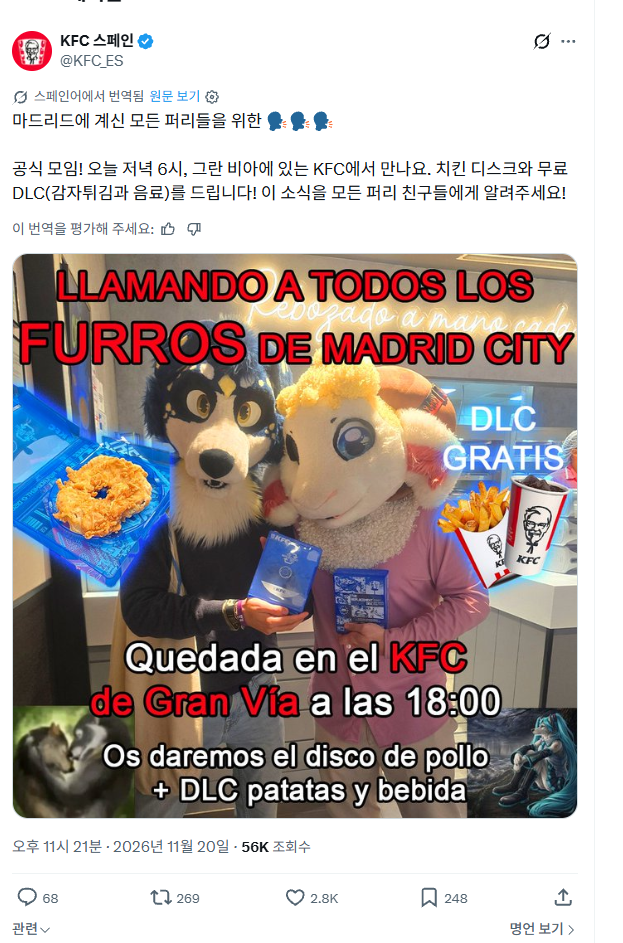 KFC 스페인
@KFC_ES
스페인어에서 번역됨 원문 보기
마드리드에 계신 모든 퍼리들을 위한
공식 모임! 오늘 저녁 6시, 그란 비아에 있는 KFC에서 만나요. 치킨 디스크와 무료
DLC(감자튀김과 음료)를 드립니다! 이 소식을 모든 퍼리 친구들에게 알려주세요!
이 번역을 평가해 주세요:
LLAMANDO A TODOS LOS
Rebozado a mano cada
FURROS DE MADRID CITY
DLC
GRATIS
KFC
KFC
Quedada en el KFC
de Gran Vía a las 18:00
Os daremos el disco de pollo
+ DLC patatas y bebida
오후 11시 21분 · 2026년 11월 20일 · 56K 조회수
68
269
2.8K
248
관련
명언 보기